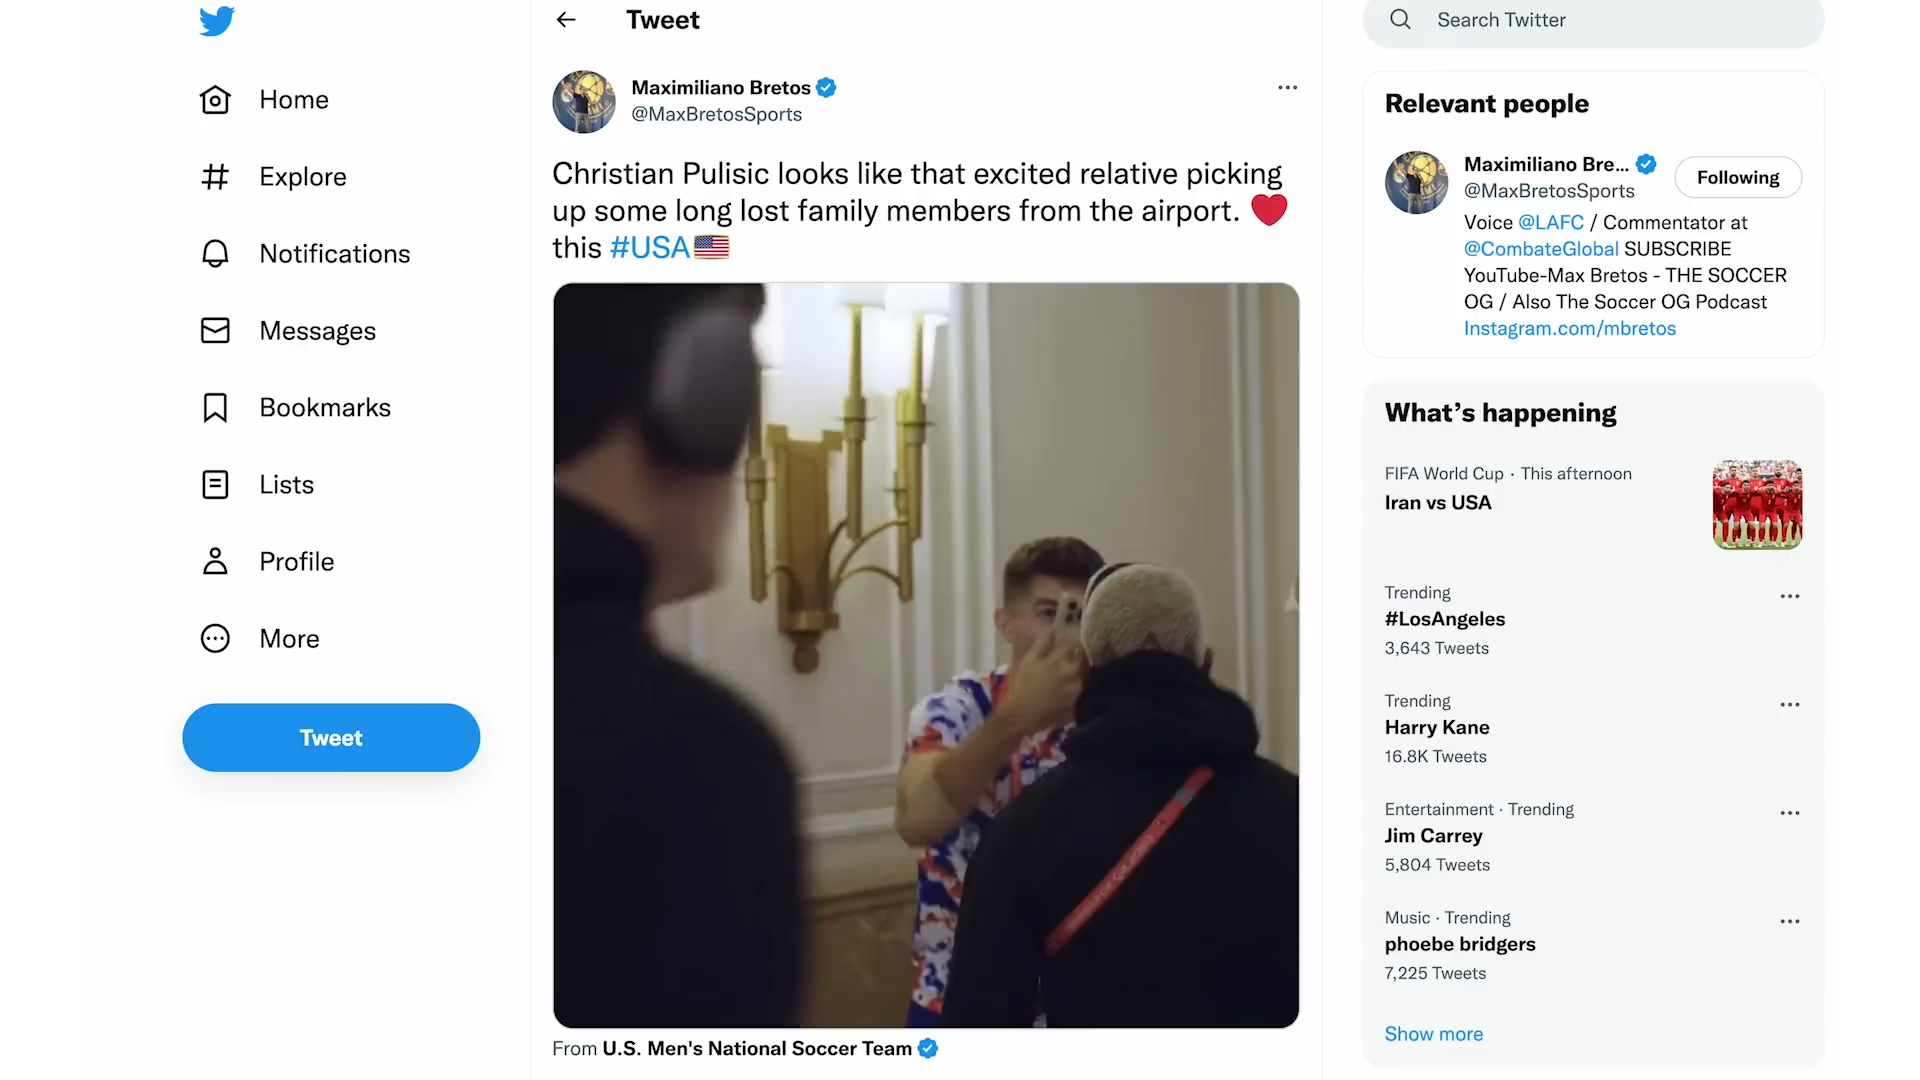 Home
Explore
Notifications
Messages
Bookmarks
Lists
Profile
More
Tweet
Tweet
Maximiliano Bretos
@MaxBretosSports
Christian Pulisic looks like that excited relative picking
up some long lost family members from the airport. ❤️
this #USA🇺🇸
From U.S. Men's National Soccer Team
Search Twitter
Relevant people
Maximiliano Bre...
@MaxBretosSports
Following
Voice @LAFC / Commentator at
@CombateGlobal SUBSCRIBE
YouTube-Max Bretos - THE SOCCER
OG / Also The Soccer OG Podcast
Instagram.com/mbretos
What’s happening
FIFA World Cup · This afternoon
Iran vs USA
Trending
#LosAngeles
3,643 Tweets
Trending
Harry Kane
16.8K Tweets
Entertainment · Trending
Jim Carrey
5,804 Tweets
Music · Trending
phoebe bridgers
7,225 Tweets
Show more